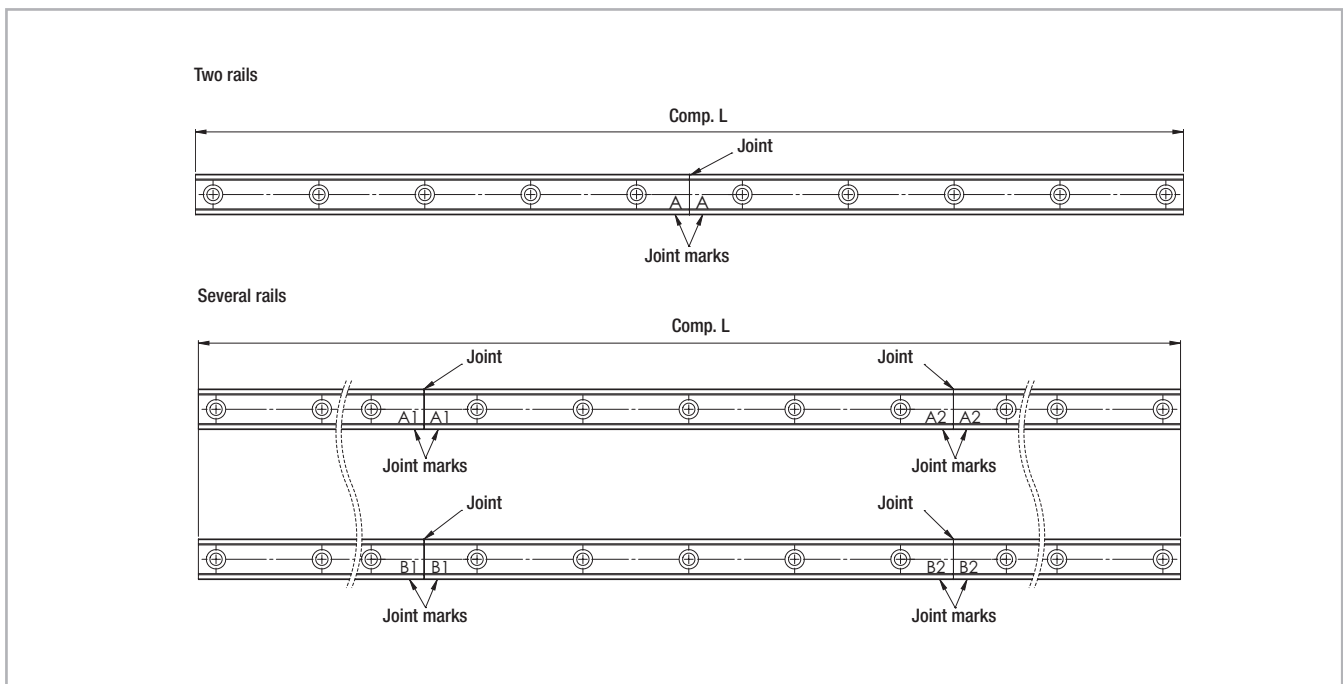 Two rails
Comp. L
Joint
A A
Joint marks
Several rails
Comp. L
Joint Joint
A1 A1 A2 A2
Joint marks Joint marks
Joint Joint
B1 B1 B2 B2
Joint marks Joint marks